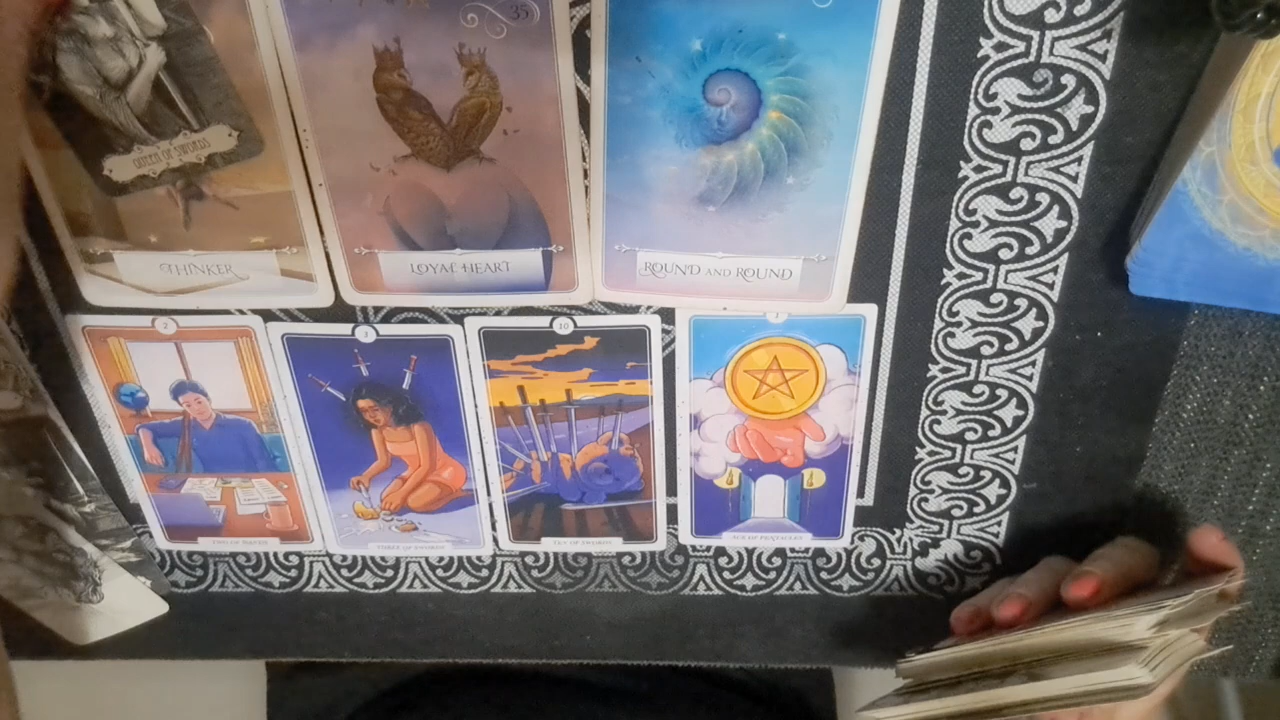 35
QUEEN OF SWORDS
THINKER
LOYAL HEART
ROUND AND ROUND
2
3
10
1
TWO OF WANDS
THREE OF SWORDS
TEN OF SWORDS
ACE OF PENTACLES